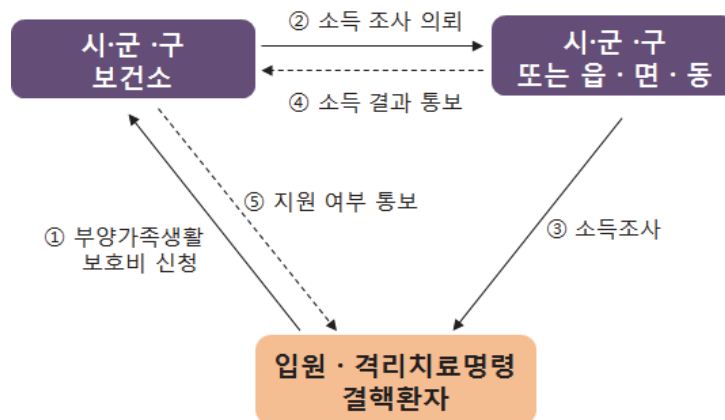 ② 소득 조사 의뢰
시·군 ·구
보건소
시·군 ·구
또는 읍 · 면 · 동
④ 소득 결과 통보
⑤ 지원 여부 통보
① 부양가족생활
보호비 신청
③ 소득조사
입원 · 격리치료명령
결핵환자